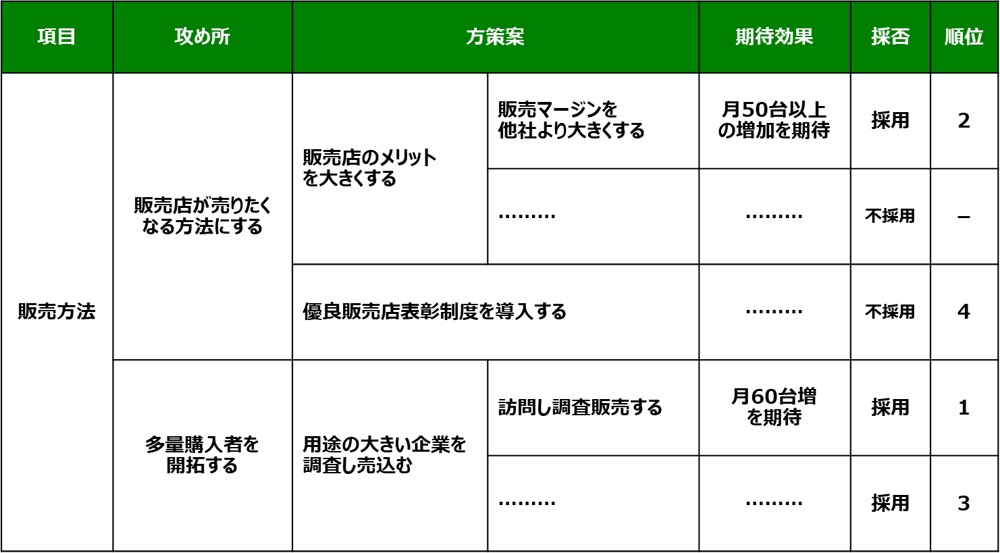 項目
攻め所
方策案
期待効果
採否
順位
販売方法
販売店が売りたく
なる方法にする
販売店のメリット
を大きくする
販売マージンを
他社より大きくする
月50台以上
の増加を期待
採用
2
………
………
不採用
–
優良販売店表彰制度を導入する
………
不採用
4
多量購入者を
開拓する
用途の大きい企業を
調査し売込む
訪問し調査販売する
月60台増
を期待
採用
1
………
………
採用
3